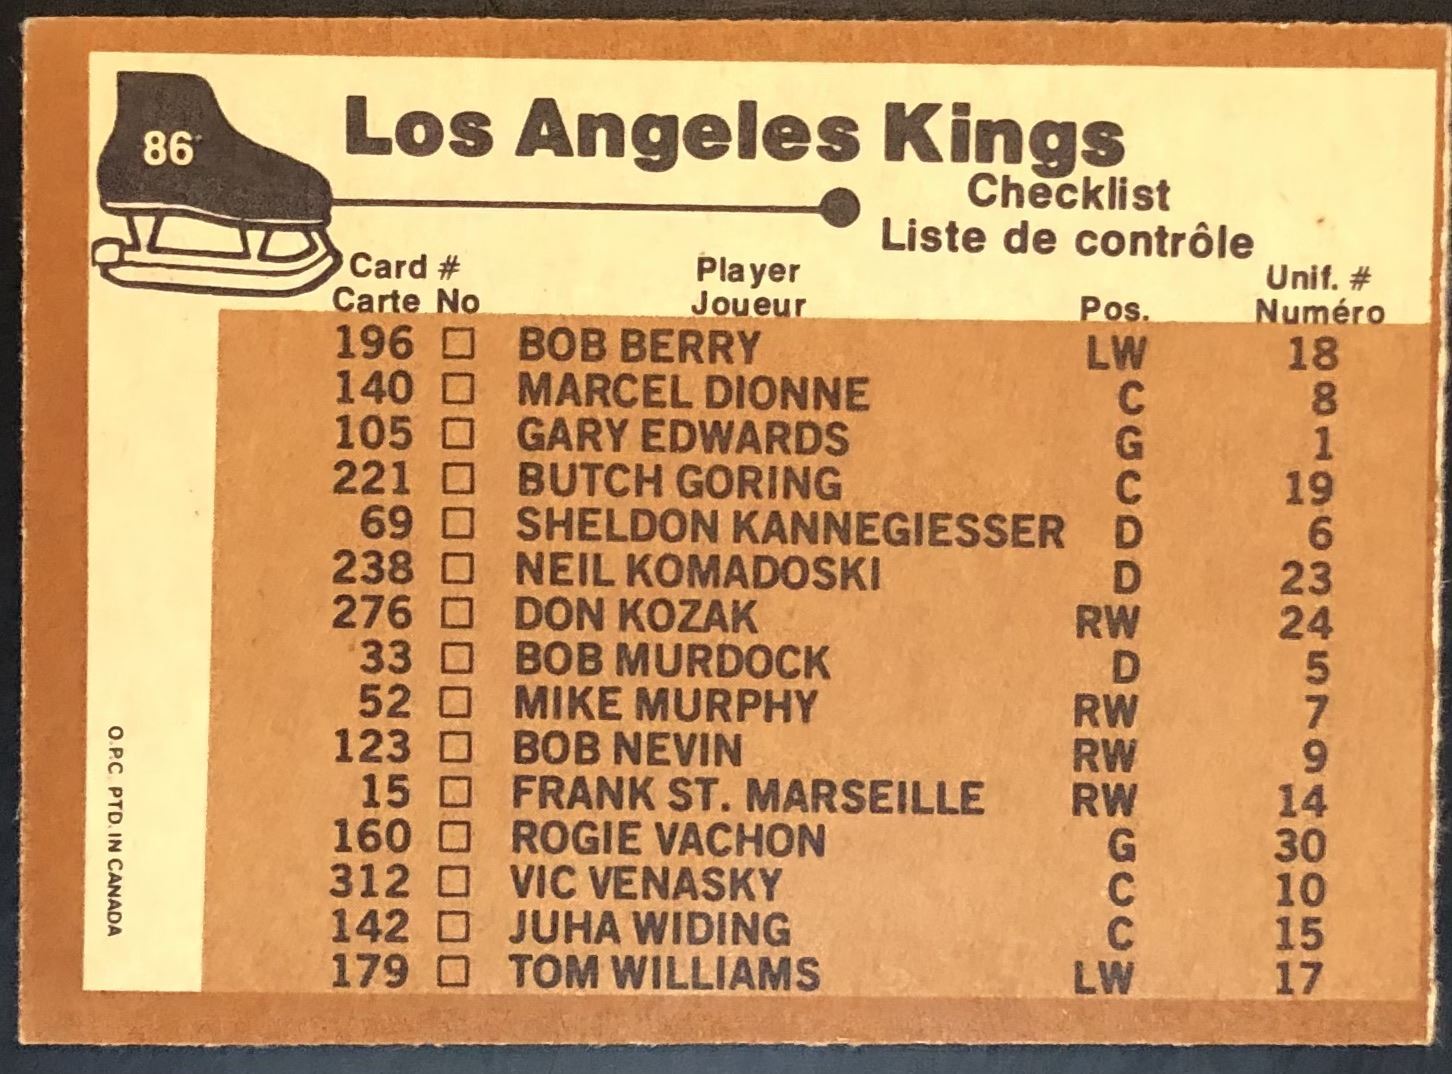 86
Los Angeles Kings
Checklist
Liste de contrôle
Card # Player Unif. #
Carte No Joueur Pos. Numéro
196 □ BOB BERRY LW 18
140 □ MARCEL DIONNE C 8
105 □ GARY EDWARDS G 1
221 □ BUTCH GORING C 19
69 □ SHELDON KANNEGIESSER D 6
238 □ NEIL KOMADOSKI D 23
276 □ DON KOZAK RW 24
33 □ BOB MURDOCK D 5
52 □ MIKE MURPHY RW 7
123 □ BOB NEVIN RW 9
15 □ FRANK ST. MARSEILLE RW 14
160 □ ROGIE VACHON G 30
312 □ VIC VENASKY C 10
142 □ JUHA WIDING C 15
179 □ TOM WILLIAMS LW 17
O.P.C. PTD. IN CANADA